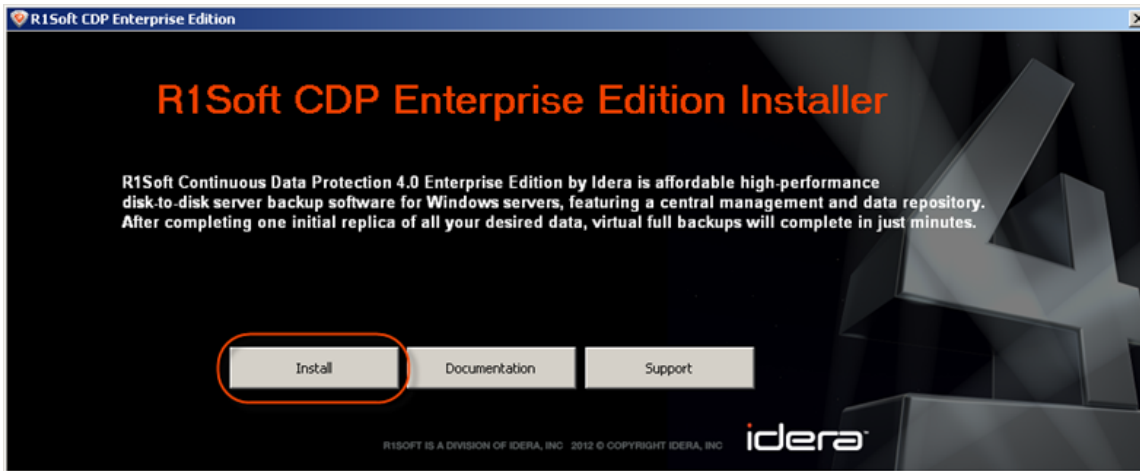 R1Soft CDP Enterprise Edition
R1Soft CDP Enterprise Edition Installer
R1Soft Continuous Data Protection 4.0 Enterprise Edition by Idera is affordable high-performance
disk-to-disk server backup software for Windows servers, featuring a central management and data repository.
After completing one initial replica of all your desired data, virtual full backups will complete in just minutes.
Install
Documentation
Support
R1SOFT IS A DIVISION OF IDERA, INC 2012 © COPYRIGHT IDERA, INC
idera
4